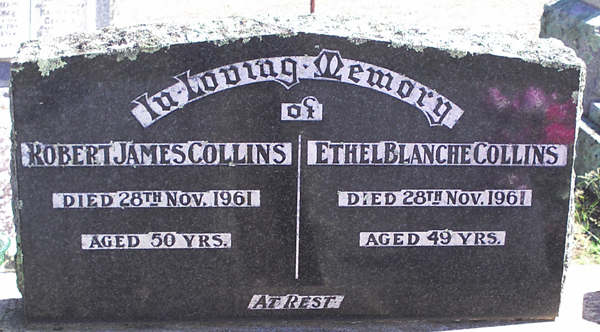 In Loving Memory
of
ROBERT JAMES COLLINS
DIED 28TH NOV. 1961
AGED 50 YRS.
ETHEL BLANCHE COLLINS
DIED 28TH NOV. 1961
AGED 49 YRS.
AT REST